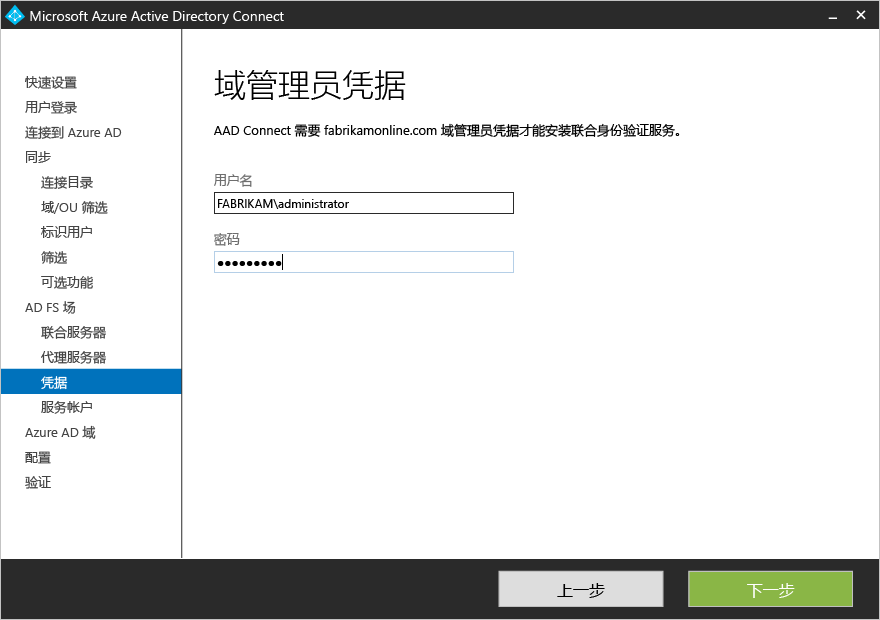 Microsoft Azure Active Directory Connect
快速设置
用户登录
连接到 Azure AD
同步
连接目录
域/OU 筛选
标识用户
筛选
可选功能
AD FS 场
联合服务器
代理服务器
凭据
服务帐户
Azure AD 域
配置
验证
域管理员凭据
AAD Connect 需要 fabrikamonline.com 域管理员凭据才能安装联合身份验证服务。
用户名
FABRIKAM\administrator
密码
●●●●●●●●●
上一步
下一步